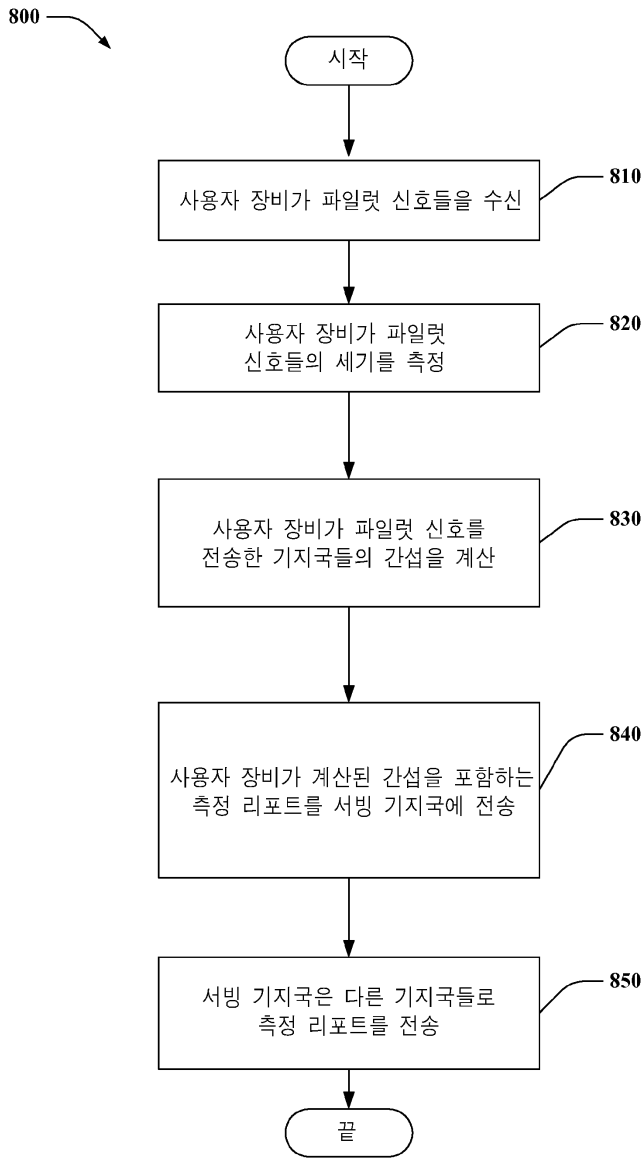 800
시작
사용자 장비가 파일럿 신호들을 수신
810
사용자 장비가 파일럿
신호들의 세기를 측정
820
사용자 장비가 파일럿 신호를
전송한 기지국들의 간섭을 계산
830
사용자 장비가 계산된 간섭을 포함하는
측정 리포트를 서빙 기지국에 전송
840
서빙 기지국은 다른 기지국들로
측정 리포트를 전송
850
끝